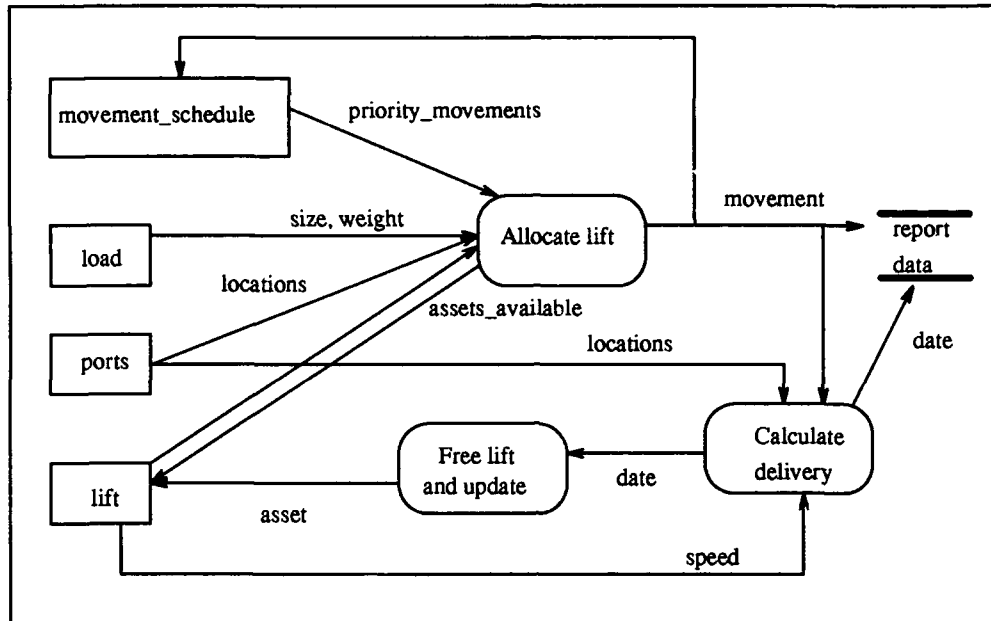 movement_schedule
priority_movements
movement
size, weight
Allocate lift
report
data
load
locations
assets_available
ports
locations
date
Calculate
delivery
Free lift
and update
date
lift
asset
speed